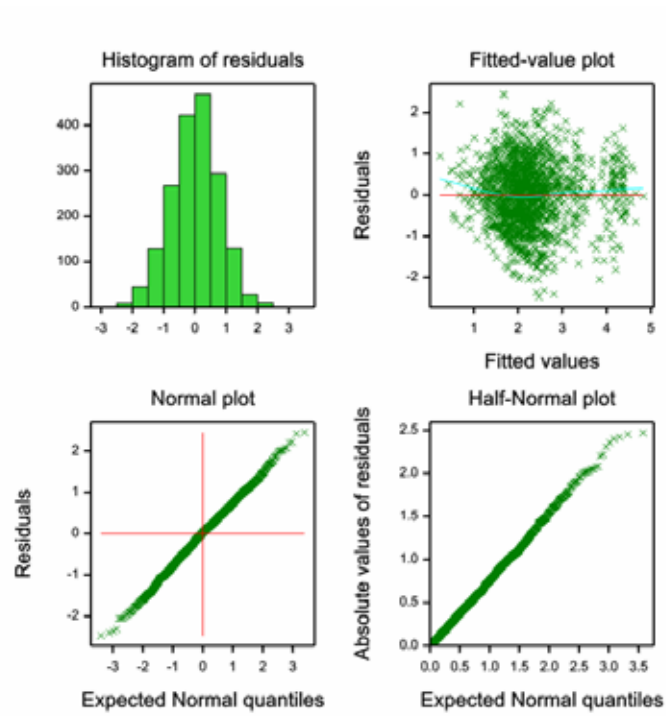 Histogram of residuals
400
300
200
100
0
-3 -2 -1 0 1 2 3
Fitted-value plot
Residuals
2
1
0
-1
-2
1 2 3 4 5
Fitted values
Normal plot
Residuals
2
1
0
-1
-2
-3 -2 -1 0 1 2 3
Expected Normal quantiles
Half-Normal plot
Absolute values of residuals
2.5
2.0
1.5
1.0
0.5
0.0
0.0 0.5 1.0 1.5 2.0 2.5 3.0 3.5
Expected Normal quantiles